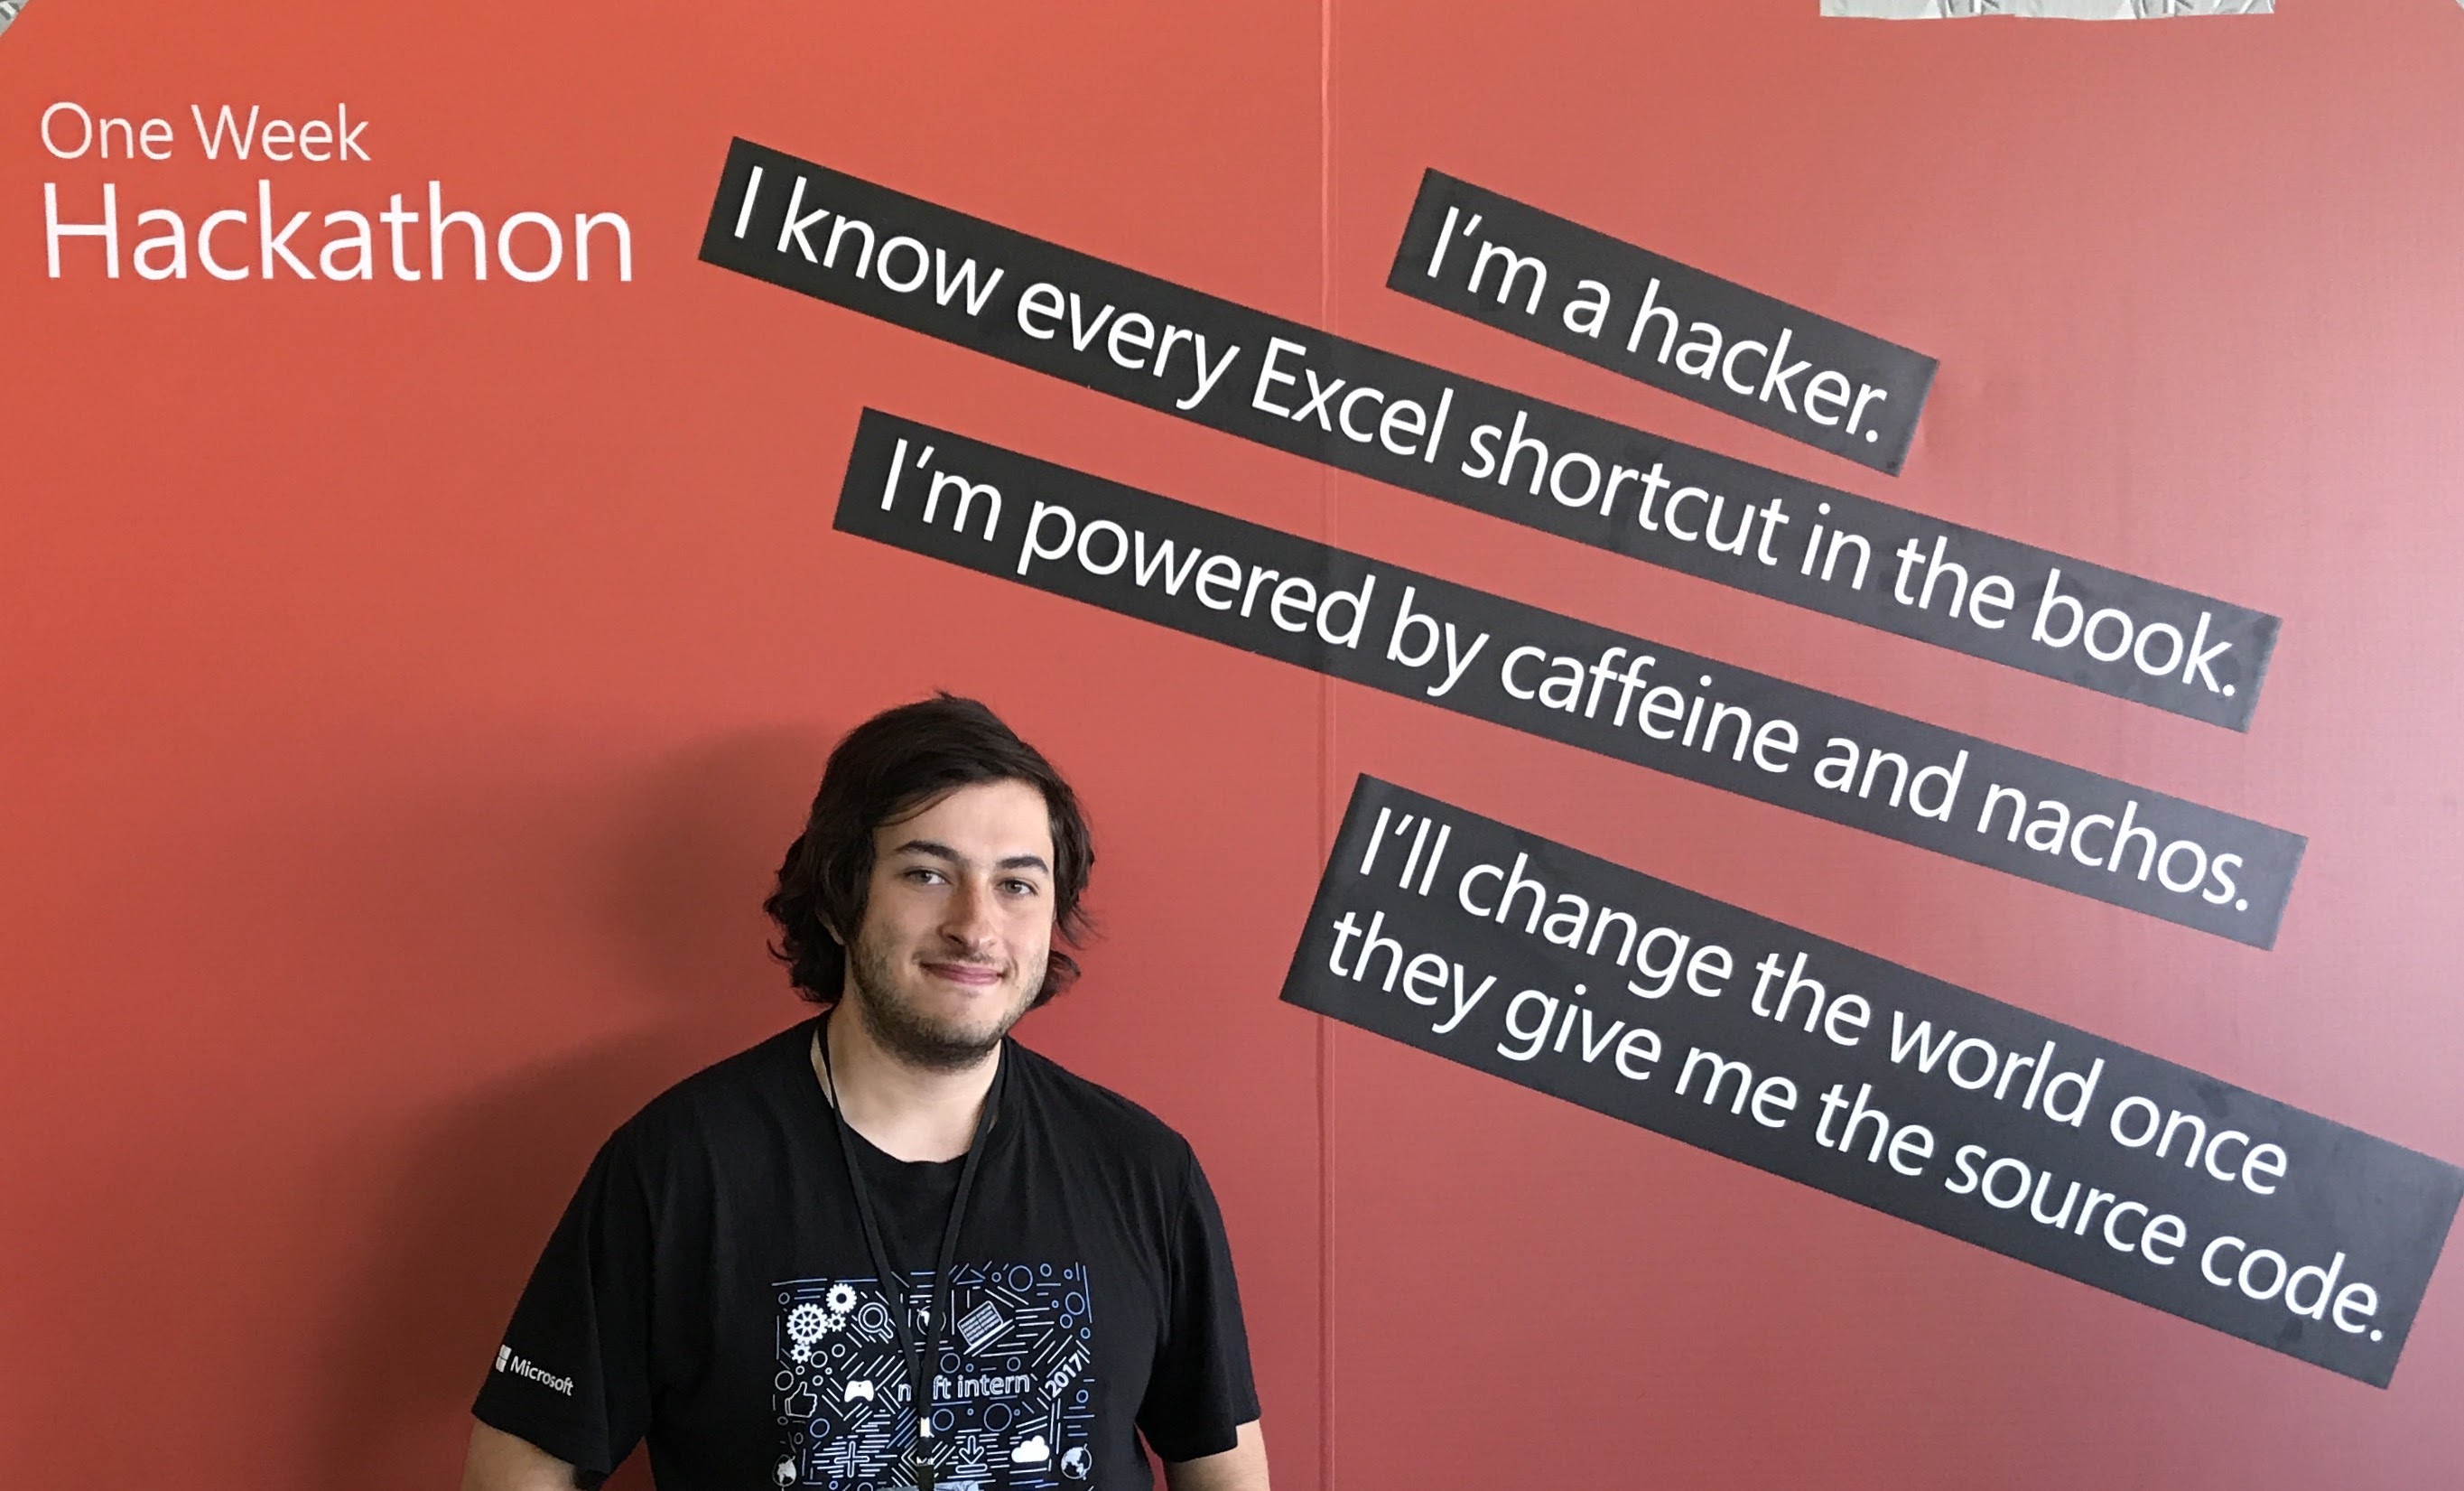 One Week
Hackathon
I'm a hacker.
I know every Excel shortcut in the book.
I'm powered by caffeine and nachos.
I'll change the world once
they give me the source code.
Microsoft
intern
2017